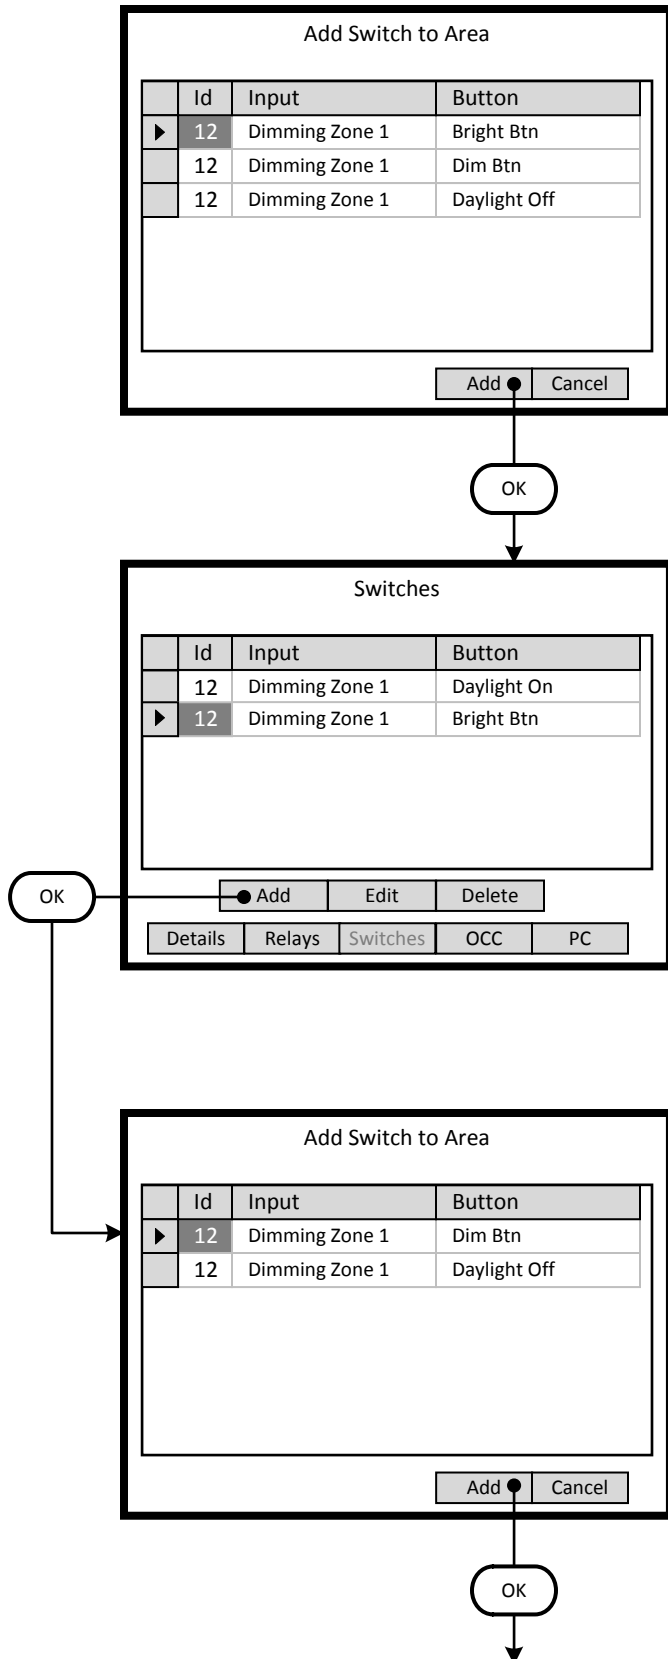 Add Switch to Area
Id Input Button
12 Dimming Zone 1 Bright Btn
12 Dimming Zone 1 Dim Btn
12 Dimming Zone 1 Daylight Off
Add Cancel
OK
Switches
Id Input Button
12 Dimming Zone 1 Daylight On
12 Dimming Zone 1 Bright Btn
OK Add Edit Delete
Details Relays Switches OCC PC
Add Switch to Area
Id Input Button
12 Dimming Zone 1 Dim Btn
12 Dimming Zone 1 Daylight Off
Add Cancel
OK